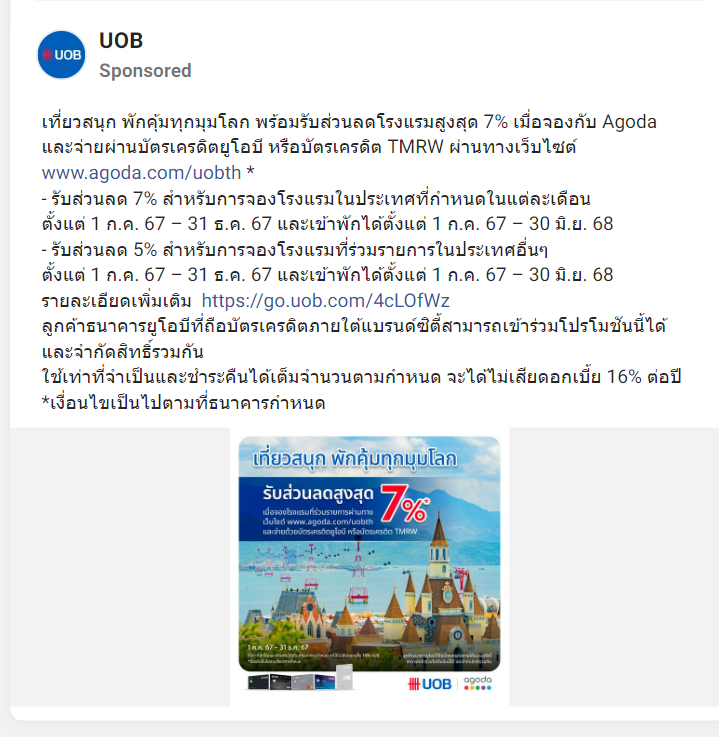 UOB
UOB
Sponsored
เที่ยวสนุก พักคุ้มทุกมุมโลก พร้อมรับส่วนลดโรงแรมสูงสุด 7% เมื่อจองกับ Agoda
และจ่ายผ่านบัตรเครดิตยูโอบี หรือบัตรเครดิต TMRW ผ่านทางเว็บไซต์
www.agoda.com/uobth *
- รับส่วนลด 7% สำหรับการจองโรงแรมในประเทศที่กำหนดในแต่ละเดือน
ตั้งแต่ 1 ก.ค. 67 – 31 ธ.ค. 67 และเข้าพักได้ตั้งแต่ 1 ก.ค. 67 – 30 มิ.ย. 68
- รับส่วนลด 5% สำหรับการจองโรงแรมที่ร่วมรายการในประเทศอื่นๆ
ตั้งแต่ 1 ก.ค. 67 – 31 ธ.ค. 67 และเข้าพักได้ตั้งแต่ 1 ก.ค. 67 – 30 มิ.ย. 68
รายละเอียดเพิ่มเติม https://go.uob.com/4cLOfWz
ลูกค้าธนาคารยูโอบีที่ถือบัตรเครดิตภายใต้แบรนด์ซิตี้สามารถเข้าร่วมโปรโมชันนี้ได้
และจำกัดสิทธิ์รวมกัน
ใช้เท่าที่จำเป็นและชำระคืนได้เต็มจำนวนตามกำหนด จะได้ไม่เสียดอกเบี้ย 16% ต่อปี
*เงื่อนไขเป็นไปตามที่ธนาคารกำหนด
เที่ยวสนุก พักคุ้มทุกมุมโลก
รับส่วนลดสูงสุด 7%*
เมื่อจองโรงแรมที่ร่วมรายการผ่านทาง
เว็บไซต์ www.agoda.com/uobth
และจ่ายด้วยบัตรเครดิตยูโอบี หรือบัตรเครดิต TMRW
1 ก.ค. 67 – 31 ธ.ค. 67
UOB
agoda